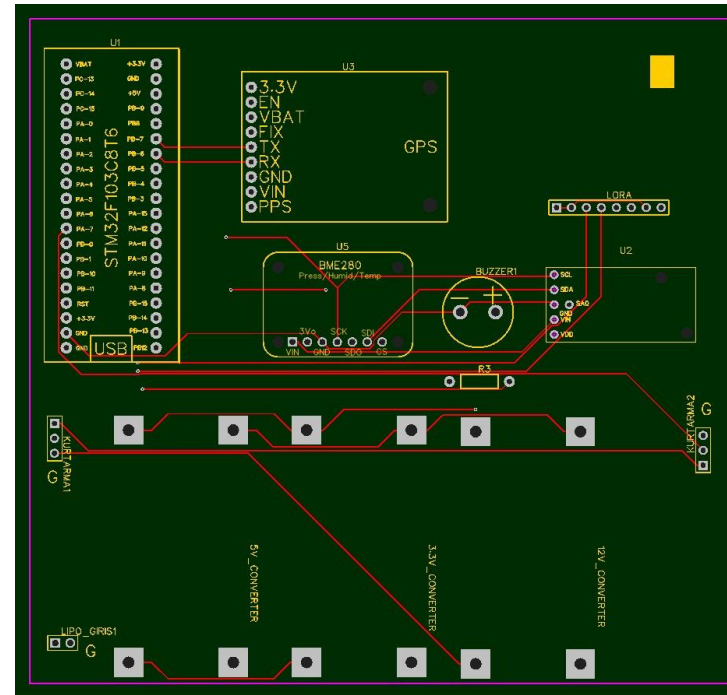 U1
VBAT
PC-13
PC-14
PC-15
PA-0
PA-1
PA-2
PA-3
PA-4
PA-5
PA-6
PA-7
PB-0
PB-1
PB-10
PB-11
RST
+3.3V
GND
GND
STM32F103C8T6
USB
+3.3V
GND
+5V
PB-9
PB8
PB-7
PB-6
PB-5
PB-4
PB-3
PA-15
PA-12
PA-11
PA-10
PA-9
PA-8
PB-15
PB-14
PB-13
PB12
U3
3.3V
EN
VBAT
FIX
TX
RX
GND
VIN
PPS
GPS
LORA
U5
BME280
Press/Humid/Temp
3Vo SCK SDI
VIN GND SDO CS
BUZZER1
− +
U2
SCL
SDA
SAO
GND
VIN
VDD
R3
KURTARMA1
G
KURTARMA2
G
5V_CONVERTER
3.3V_CONVERTER
12V_CONVERTER
LIPO_GIRIS1
G